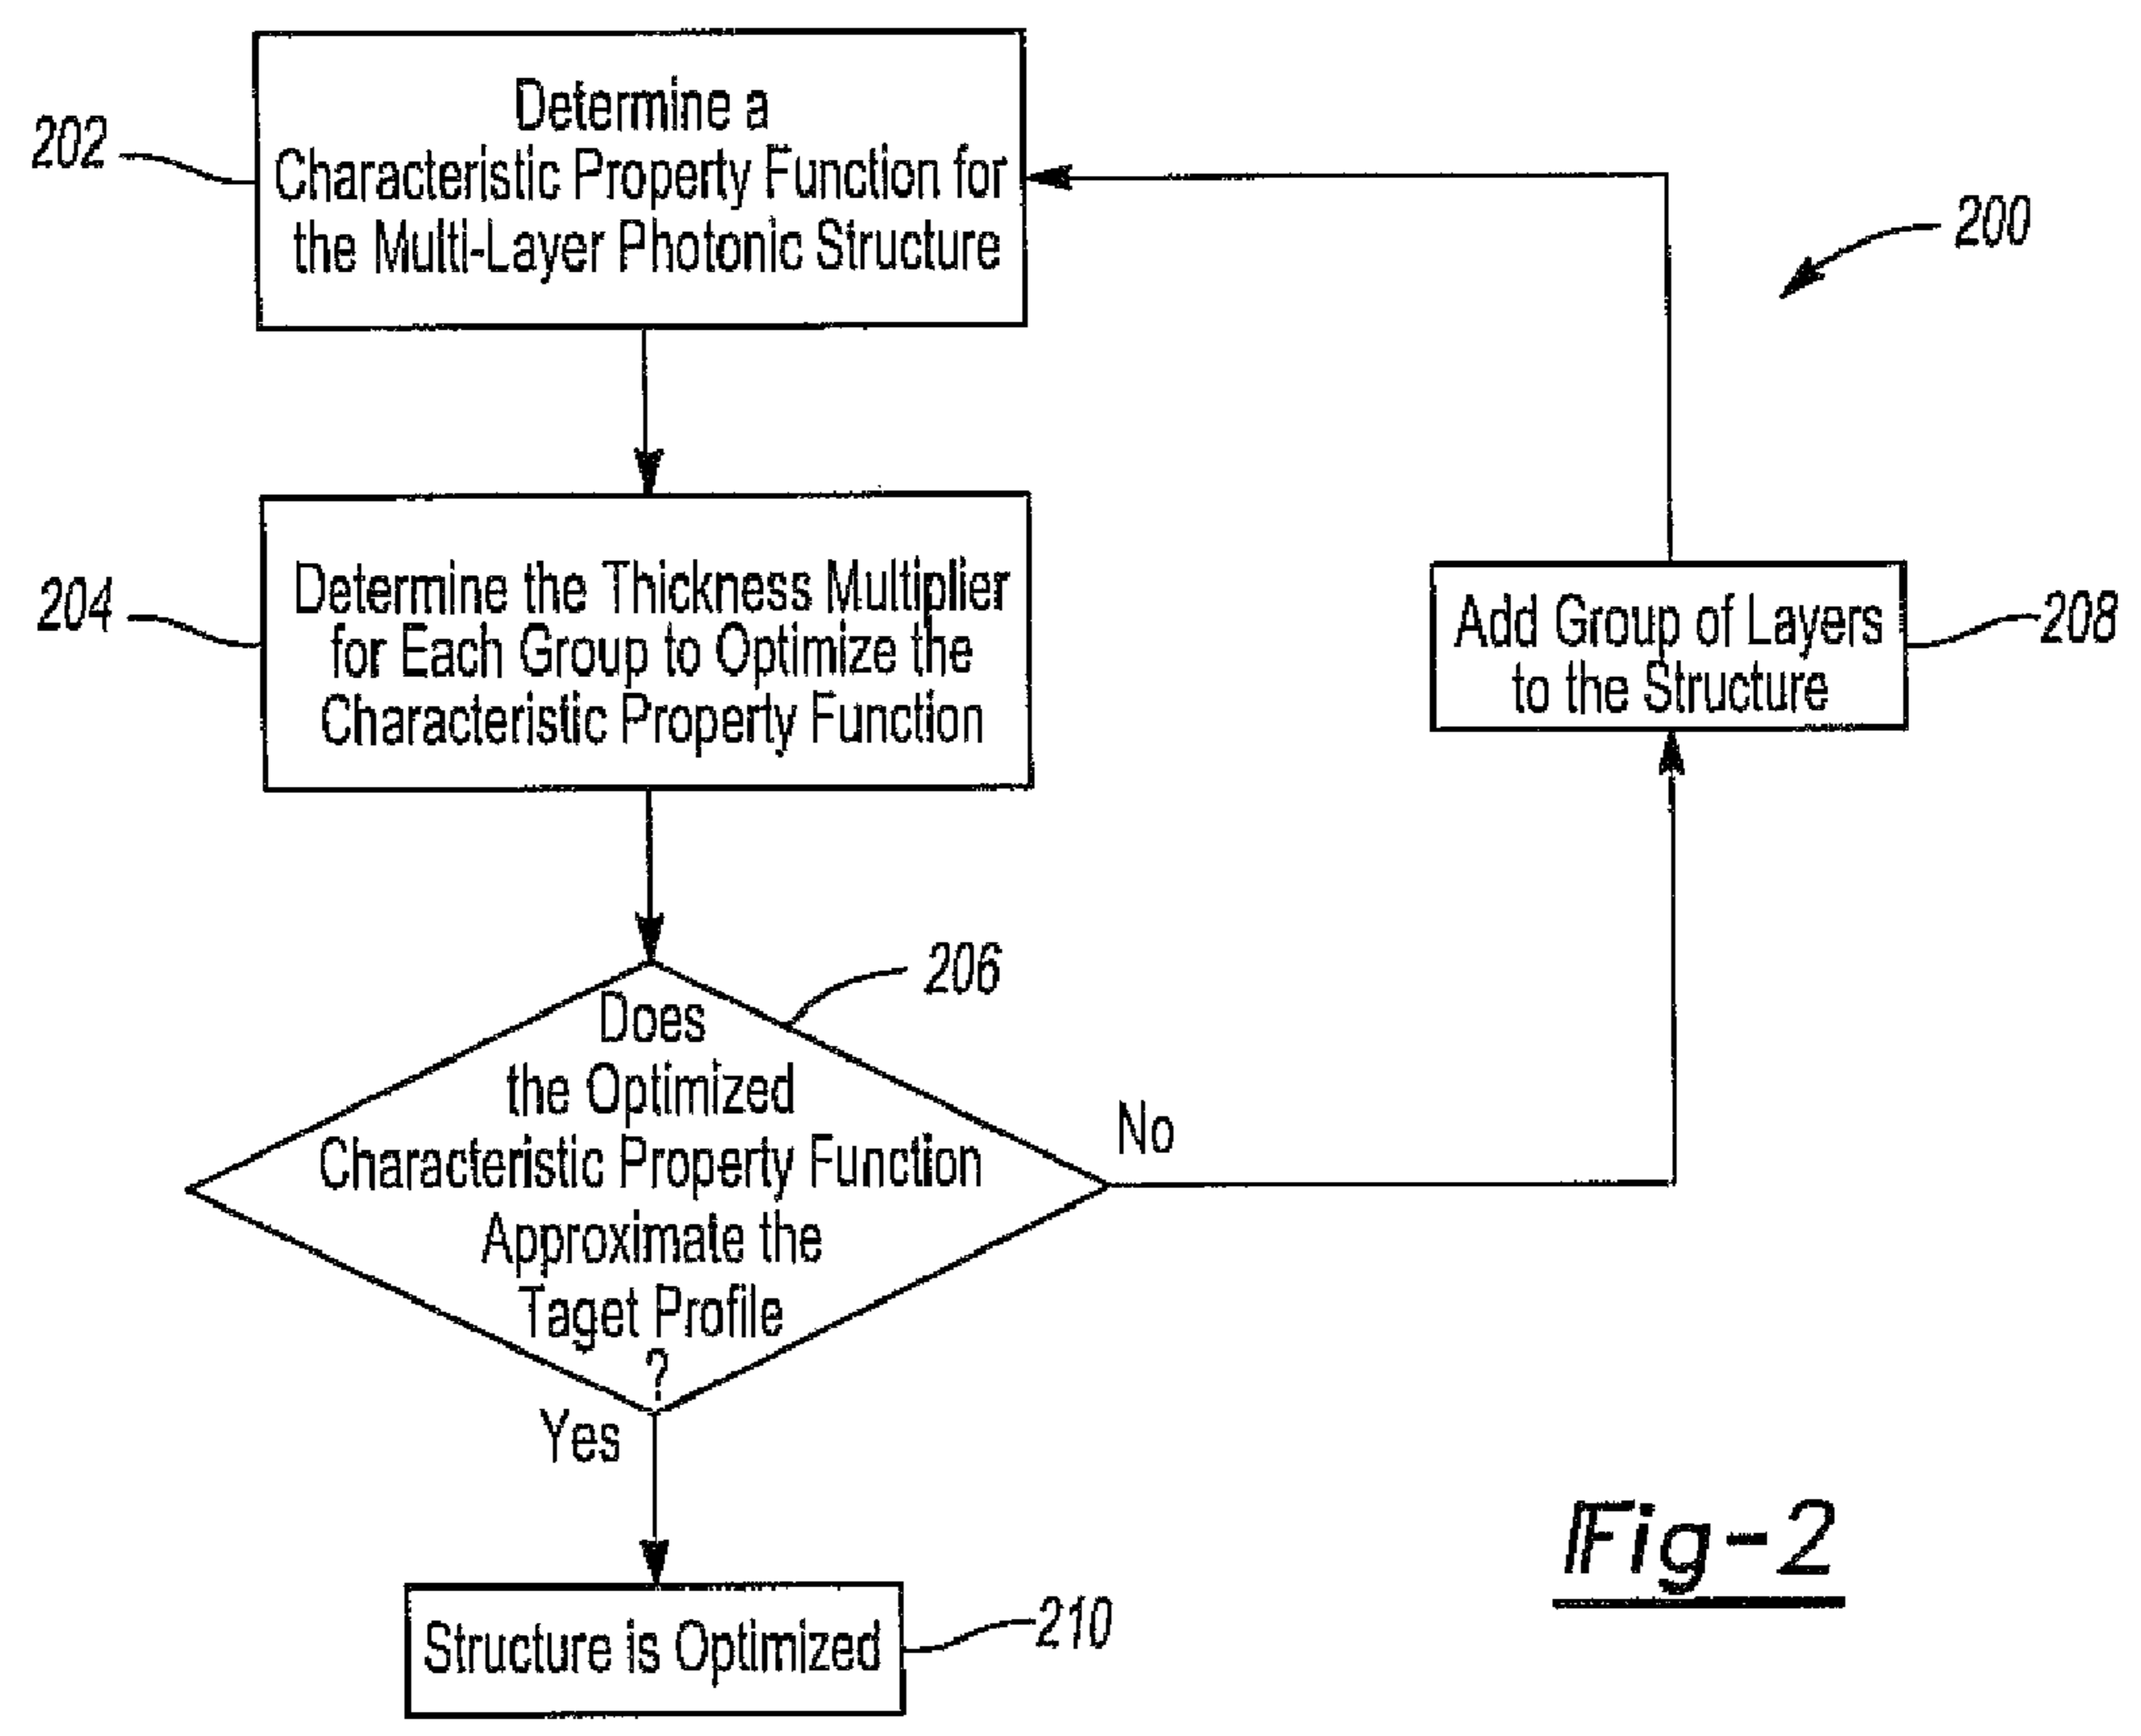 Determine a
Characteristic Property Function for
the Multi-Layer Photonic Structure
202
200
Determine the Thickness Multiplier
for Each Group to Optimize the
Characteristic Property Function
204
Add Group of Layers
to the Structure
208
206
Does
the Optimized
Characteristic Property Function
Approximate the
Taget Profile
?
No
Yes
Structure is Optimized
210
Fig-2